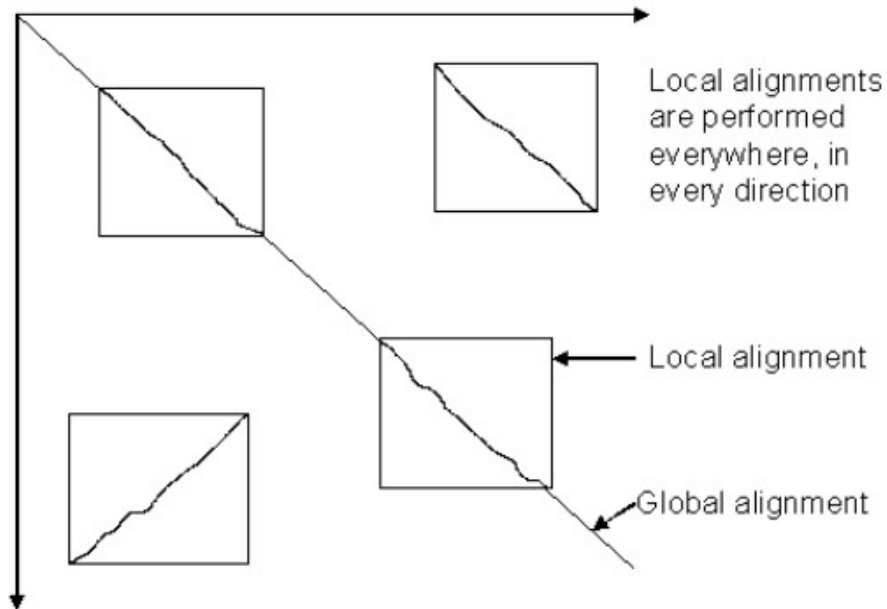 Local alignments
are performed
everywhere, in
every direction
Local alignment
Global alignment